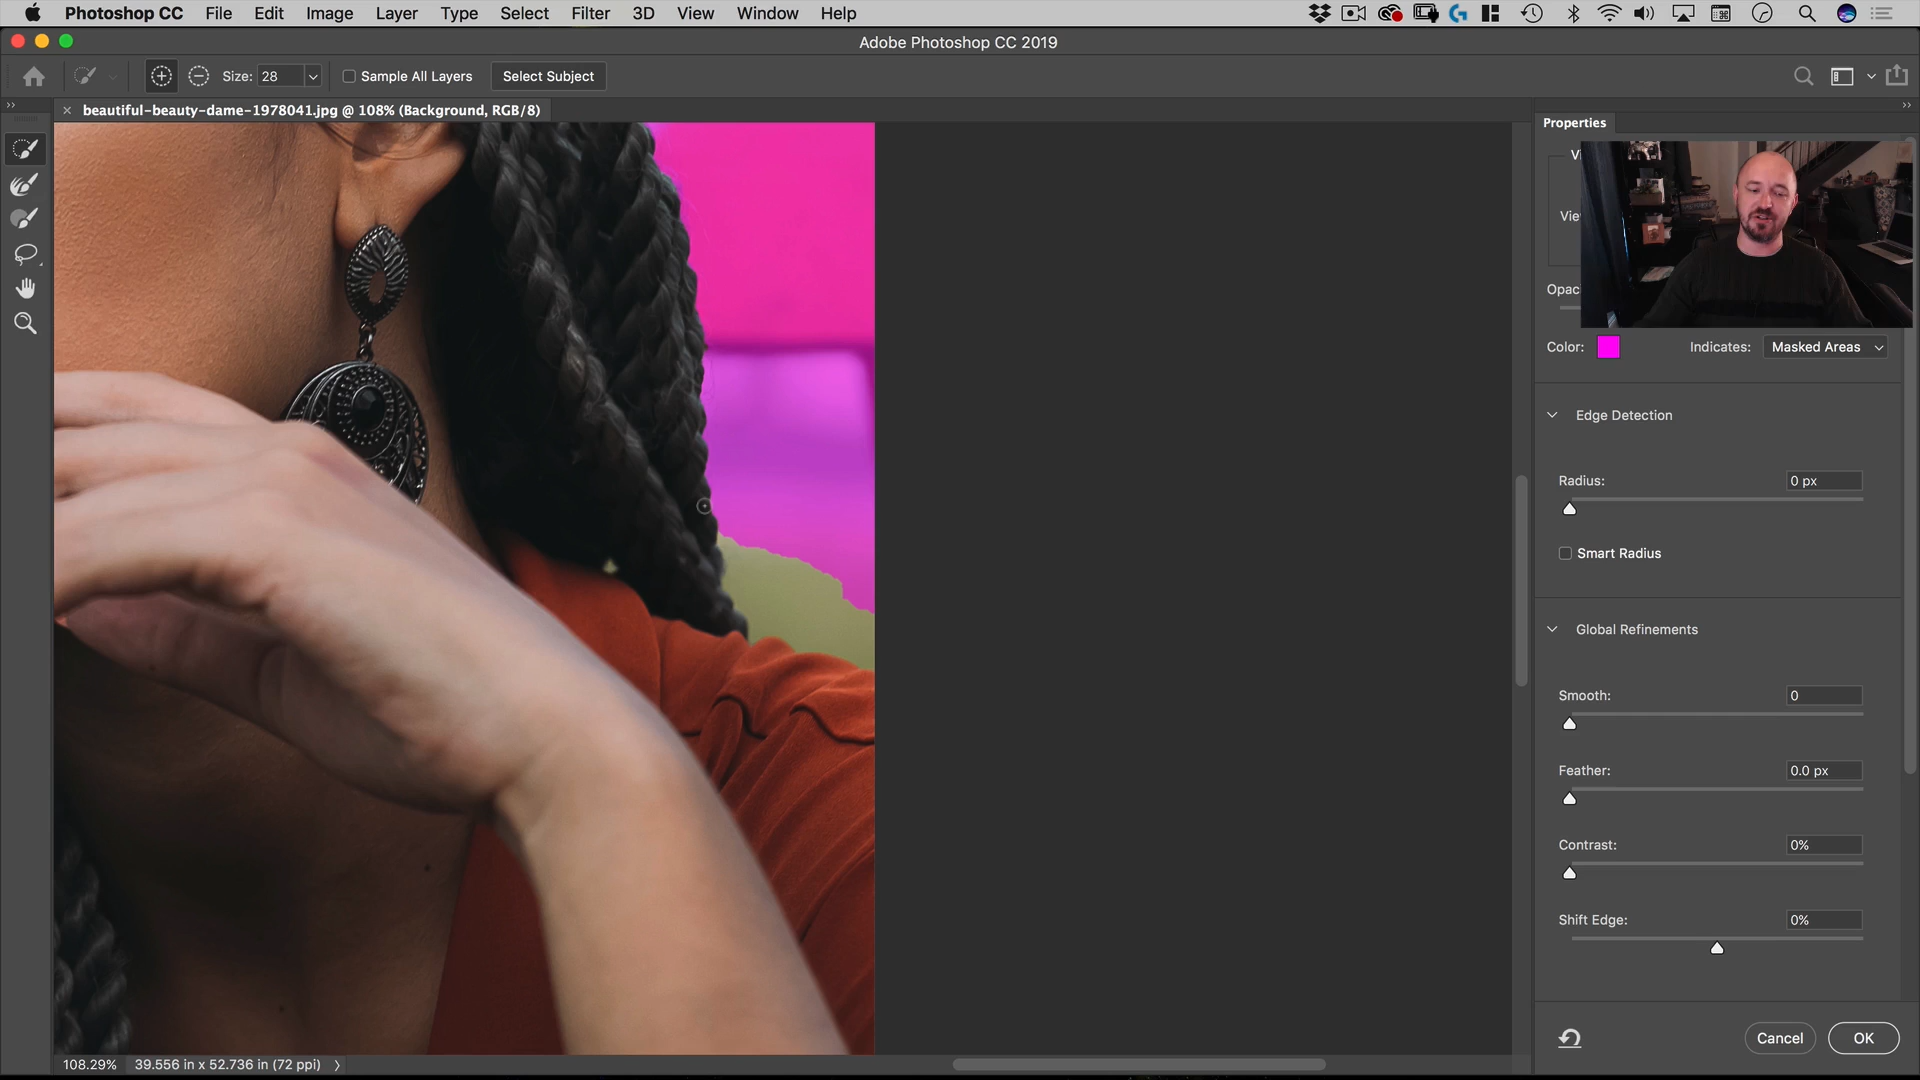 Photoshop CC File Edit Image Layer Type Select Filter 3D View Window Help
Adobe Photoshop CC 2019
Size: 28 Sample All Layers Select Subject
beautiful-beauty-dame-1978041.jpg @ 108% (Background, RGB/8)
Properties
Vi
Vie
Opac
Color: Indicates: Masked Areas
Edge Detection
Radius: 0 px
Smart Radius
Global Refinements
Smooth: 0
Feather: 0.0 px
Contrast: 0%
Shift Edge: 0%
Cancel OK
108.29% 39.556 in x 52.736 in (72 ppi)